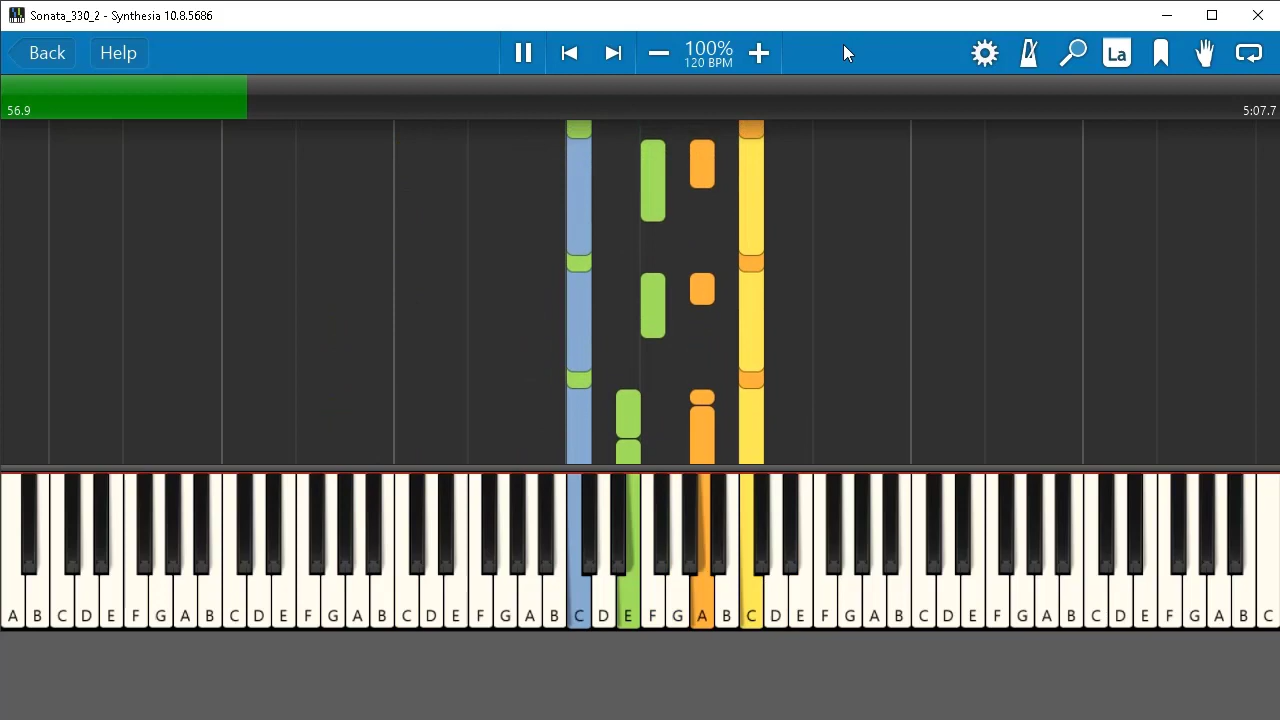 Sonata_330_2 - Synthesia 10.8.5686
Back Help 100% La
120 BPM
56.9 5:07.7
A B C D E F G A B C D E F G A B C D E F G A B C D E F G A B C D E F G A B C D E F G A B C D E F G A B C